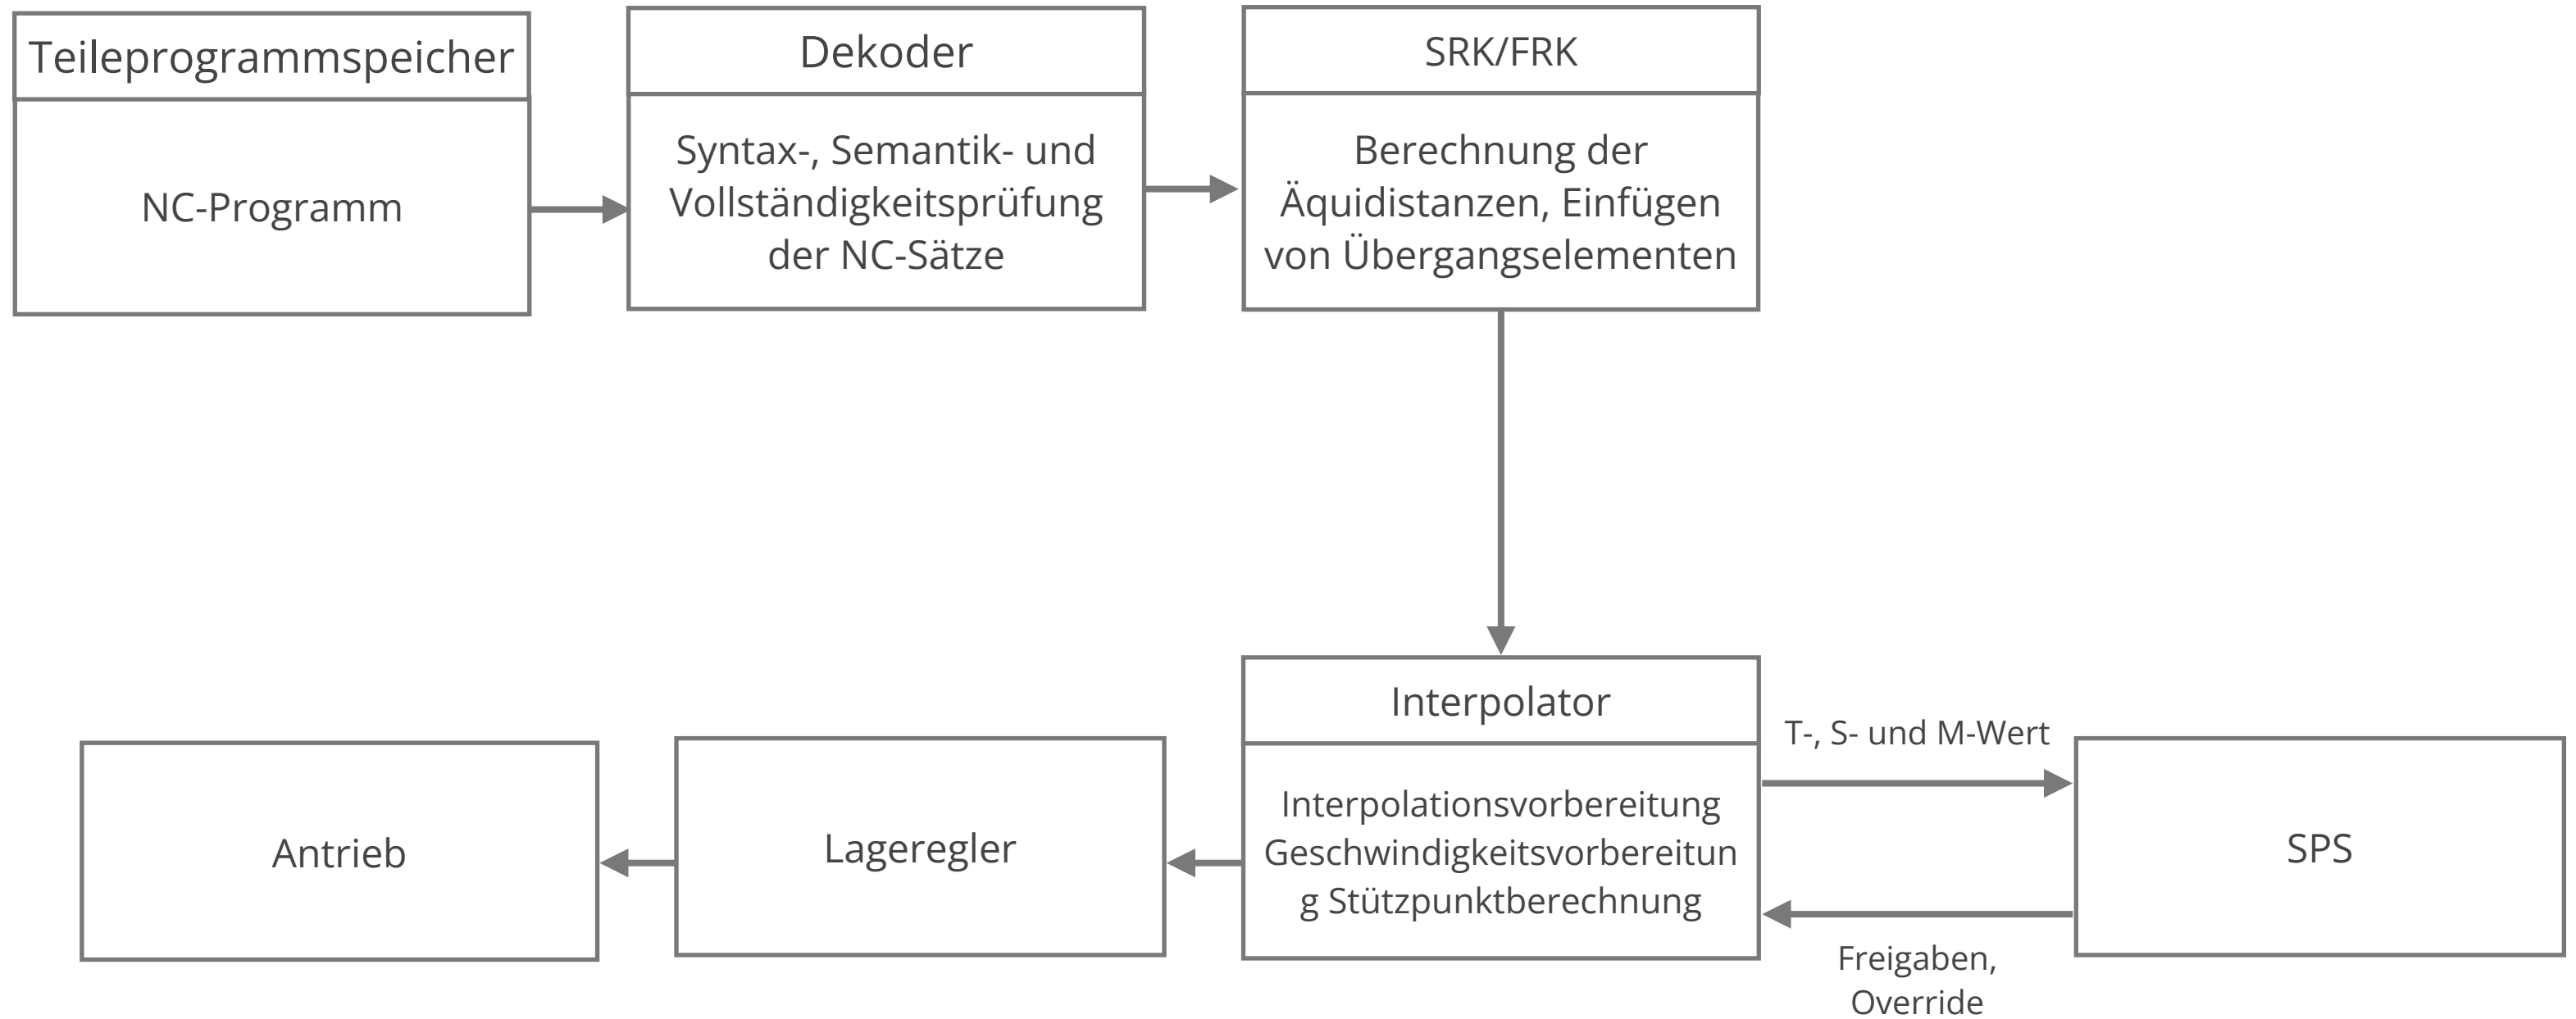 Teileprogrammspeicher
NC-Programm
Dekoder
Syntax-, Semantik- und
Vollständigkeitsprüfung
der NC-Sätze
SRK/FRK
Berechnung der
Äquidistanzen, Einfügen
von Übergangselementen
Interpolator
Interpolationsvorbereitung
Geschwindigkeitsvorbereitun
g Stützpunktberechnung
T-, S- und M-Wert
SPS
Freigaben,
Override
Lageregler
Antrieb